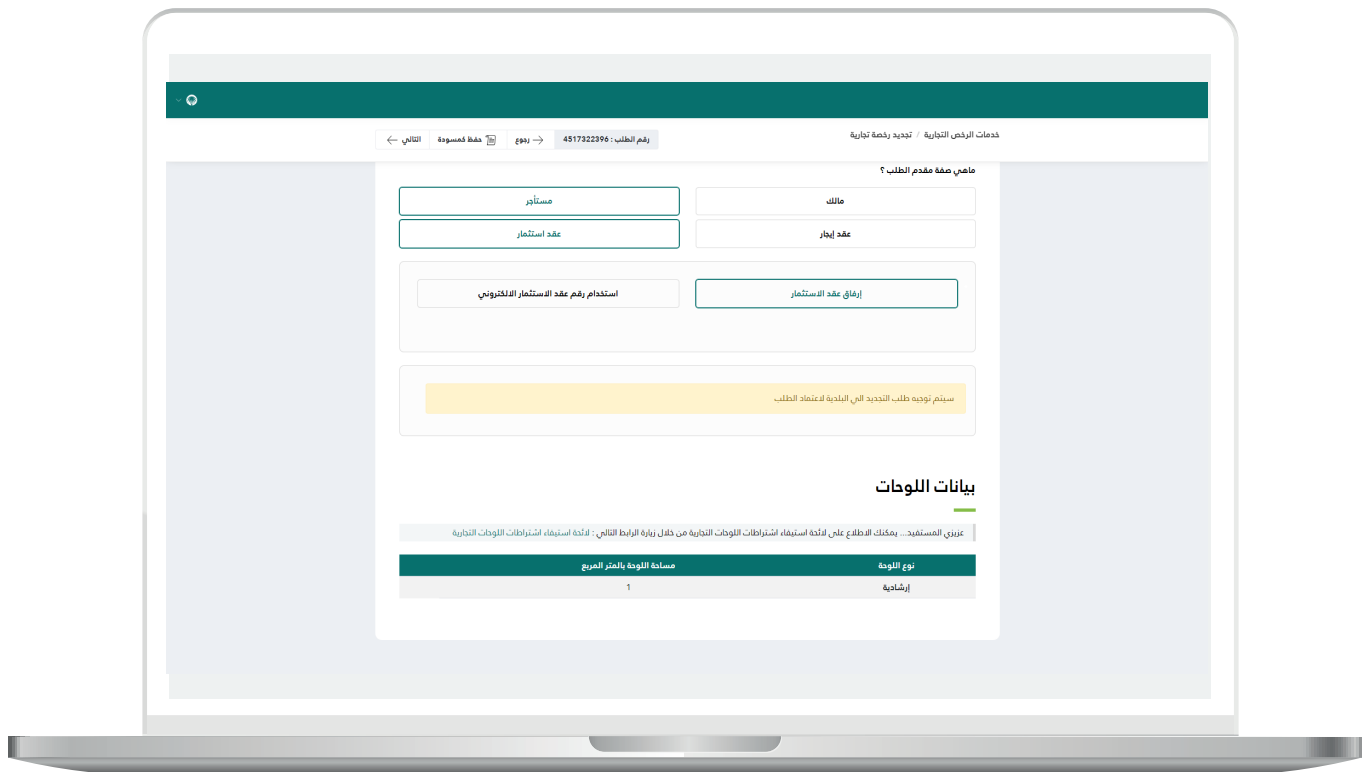 خدمات الرخص التجارية / تجديد رخصة تجارية
رقم الطلب : 4517322396 رجوع حفظ كمسودة التالي
ماهي صفة مقدم الطلب ؟
مالك مستأجر
عقد إيجار عقد استثمار
إرفاق عقد الاستثمار استخدام رقم عقد الاستثمار الالكتروني
سيتم توجيه طلب التجديد الي البلدية لاعتماد الطلب
بيانات اللوحات
عزيزي المستفيد... يمكنك الاطلاع على لائحة استيفاء اشتراطات اللوحات التجارية من خلال زيارة الرابط التالي : لائحة استيفاء اشتراطات اللوحات التجارية
نوع اللوحة مساحة اللوحة بالمتر المربع
إرشادية 1